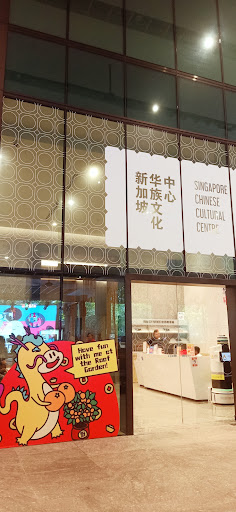 新加坡
华族文化
中心
SINGAPORE
CHINESE
CULTURAL
CENTRE
Have fun
with me at
the Roof
Garden!